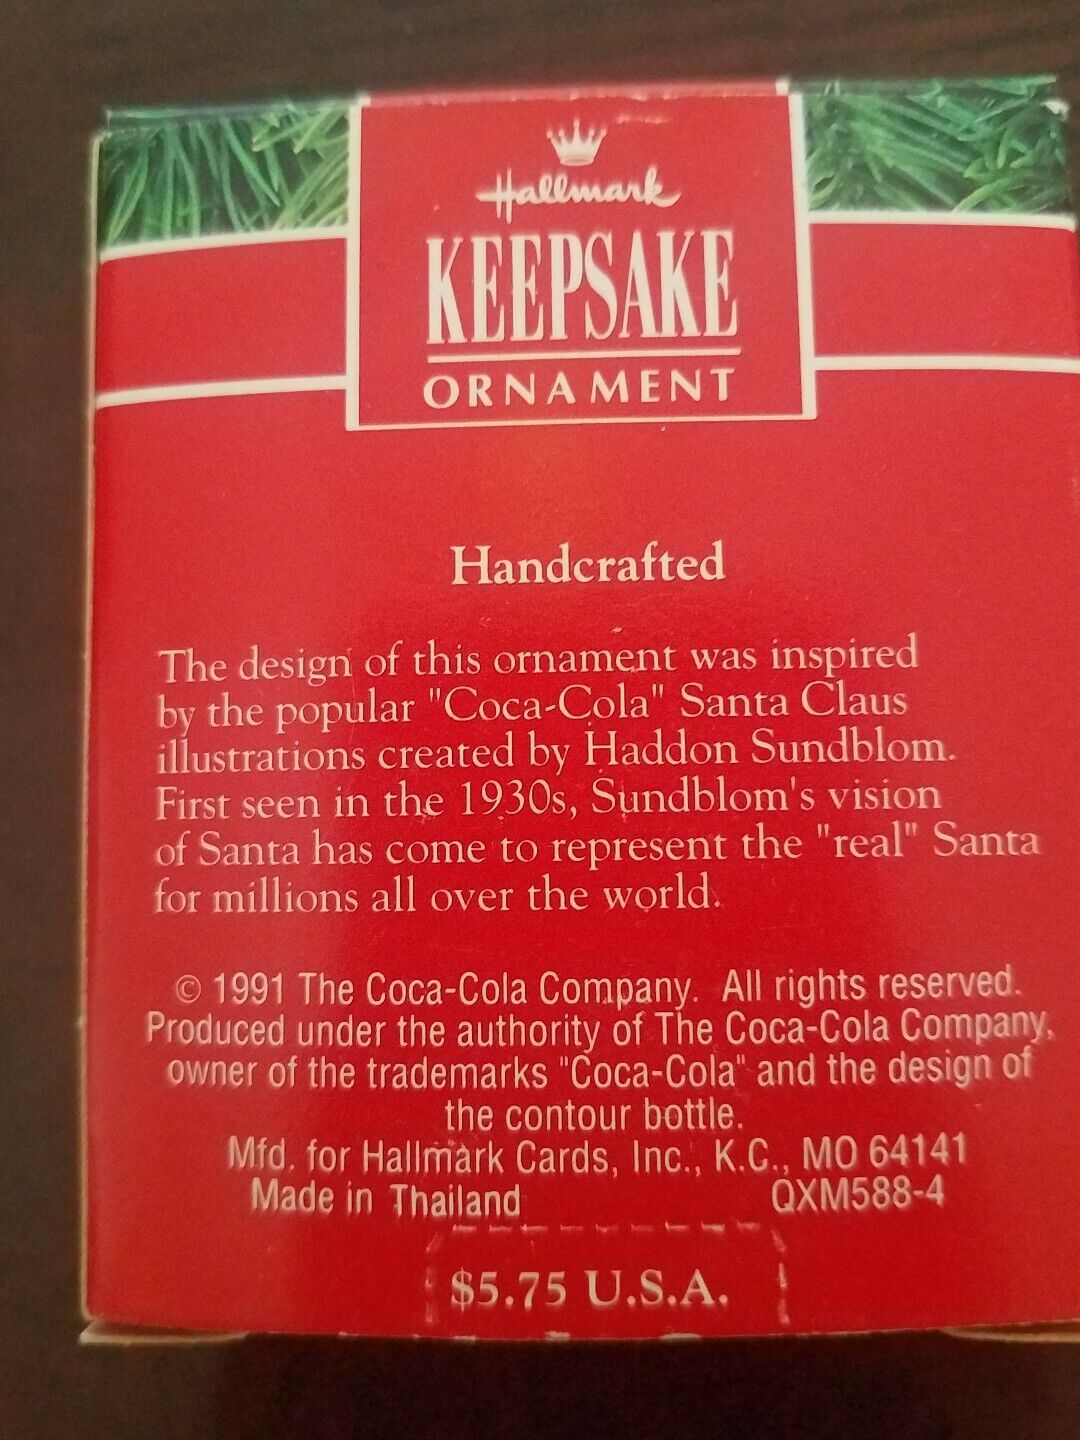 Hallmark
KEEPSAKE
ORNAMENT
Handcrafted
The design of this ornament was inspired
by the popular "Coca-Cola" Santa Claus
illustrations created by Haddon Sundblom.
First seen in the 1930s, Sundblom's vision
of Santa has come to represent the "real" Santa
for millions all over the world.
© 1991 The Coca-Cola Company. All rights reserved.
Produced under the authority of The Coca-Cola Company,
owner of the trademarks "Coca-Cola" and the design of
the contour bottle.
Mfd. for Hallmark Cards, Inc., K.C., MO 64141
Made in Thailand QXM588-4
$5.75 U.S.A.